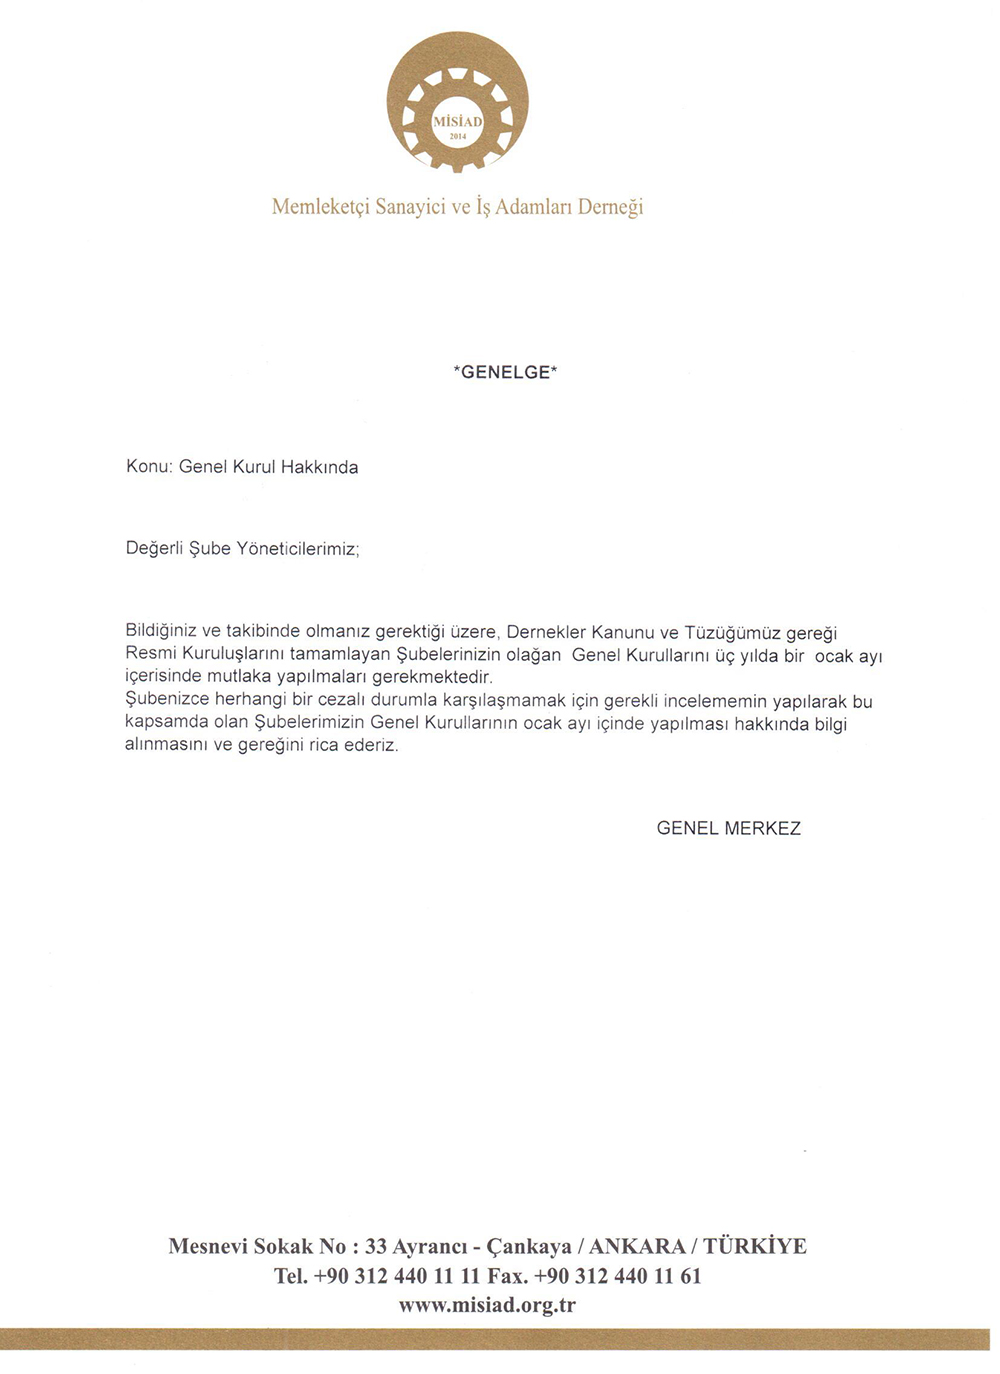 MİSİAD
2014
Memleketçi Sanayici ve İş Adamları Derneği
*GENELGE*
Konu: Genel Kurul Hakkında
Değerli Şube Yöneticilerimiz;
Bildiğiniz ve takibinde olmanız gerektiği üzere, Dernekler Kanunu ve Tüzüğümüz gereği
Resmi Kuruluşlarını tamamlayan Şubelerinizin olağan  Genel Kurullarını üç yılda bir  ocak ayı
içerisinde mutlaka yapılmaları gerekmektedir.
Şubenizce herhangi bir cezalı durumla karşılaşmamak için gerekli incelememin yapılarak bu
kapsamda olan Şubelerimizin Genel Kurullarının ocak ayı içinde yapılması hakkında bilgi
alınmasını ve gereğini rica ederiz.
GENEL MERKEZ
Mesnevi Sokak No : 33 Ayrancı - Çankaya / ANKARA / TÜRKİYE
Tel. +90 312 440 11 11 Fax. +90 312 440 11 61
www.misiad.org.tr